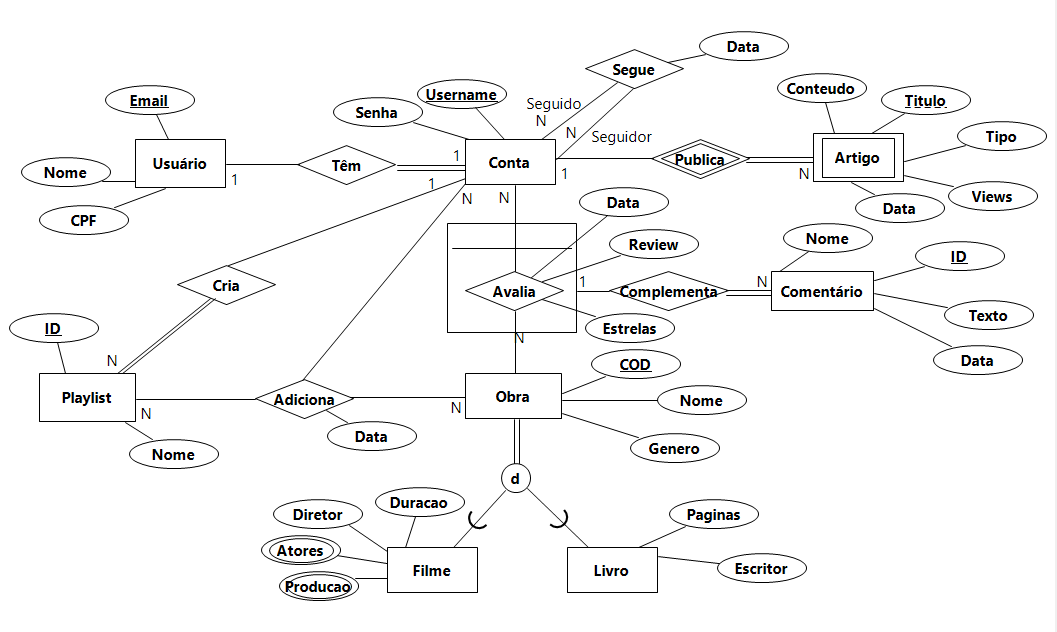 Data
Segue
Email
Username
Conteudo
Titulo
Senha
Seguido
N
N
Seguidor
Tipo
Usuário
Têm
1
Conta
Publica
Artigo
Nome
1
1
1
N
CPF
N
N
Data
Views
Data
Review
Nome
ID
Cria
Avalia
1
Complementa
N
Comentário
Texto
ID
Estrelas
N
Data
N
COD
Playlist
N
Adiciona
N
Obra
Nome
Data
Nome
Genero
d
Duracao
Diretor
Paginas
Atores
Filme
Livro
Escritor
Producao